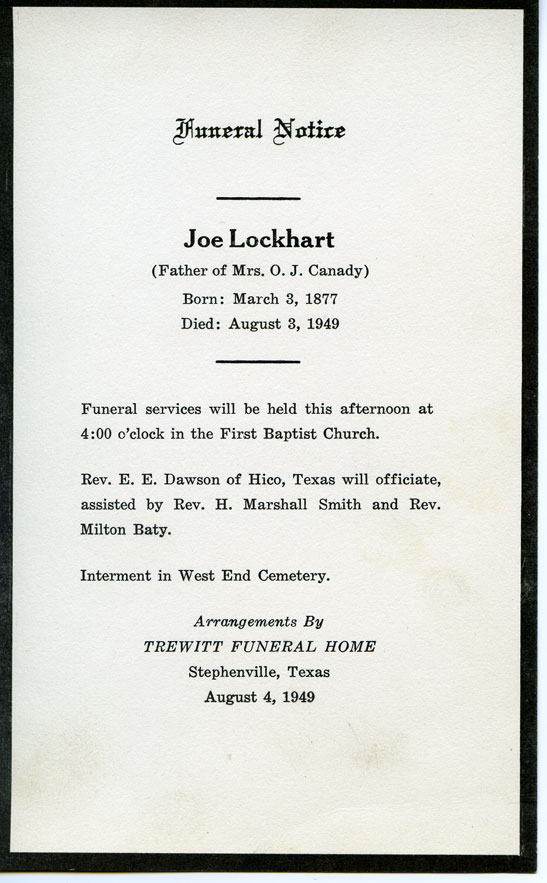 Funeral Notice
Joe Lockhart
(Father of Mrs. O. J. Canady)
Born: March 3, 1877
Died: August 3, 1949
Funeral services will be held this afternoon at
4:00 o'clock in the First Baptist Church.
Rev. E. E. Dawson of Hico, Texas will officiate,
assisted by Rev. H. Marshall Smith and Rev.
Milton Baty.
Interment in West End Cemetery.
Arrangements By
TREWITT FUNERAL HOME
Stephenville, Texas
August 4, 1949